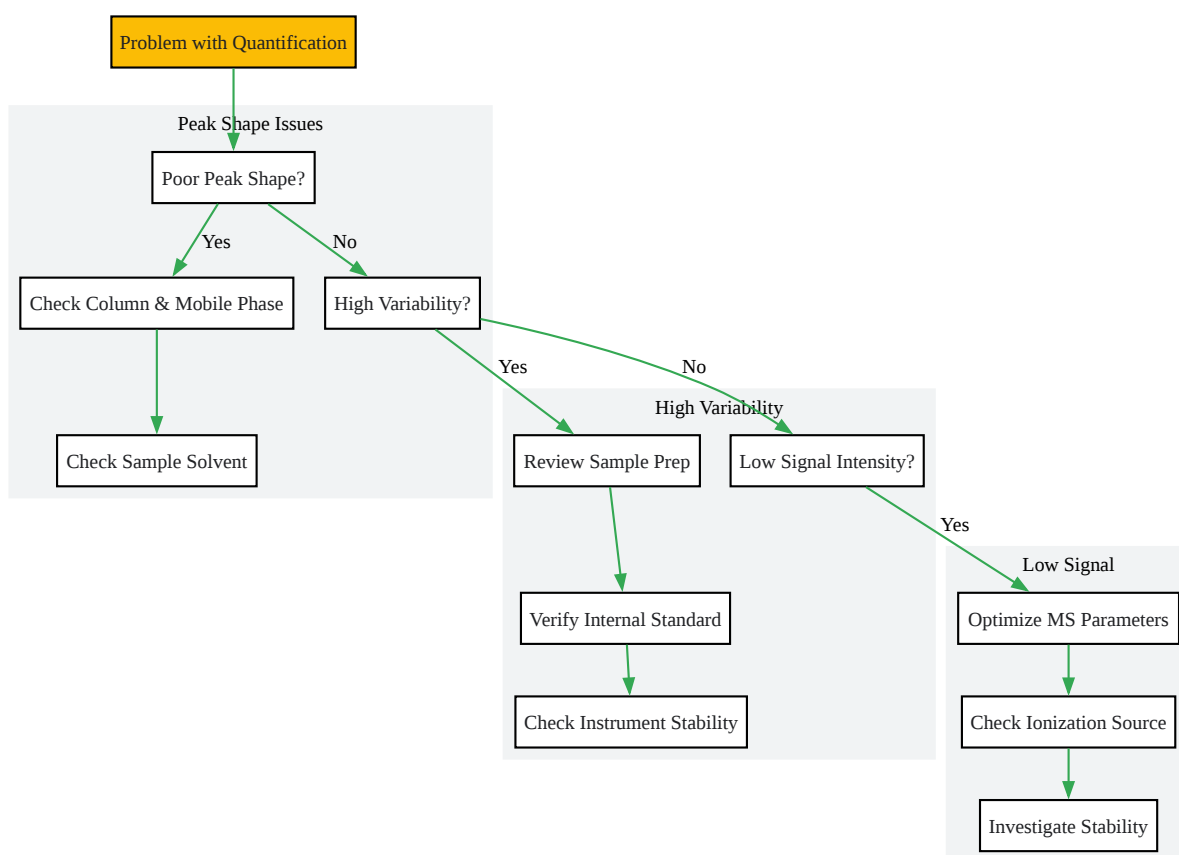 Problem with Quantification
Peak Shape Issues
Poor Peak Shape?
Yes
No
Check Column & Mobile Phase
High Variability?
Yes
No
High Variability
Check Sample Solvent
Review Sample Prep
Low Signal Intensity?
Yes
Low Signal
Verify Internal Standard
Optimize MS Parameters
Check Instrument Stability
Check Ionization Source
Investigate Stability